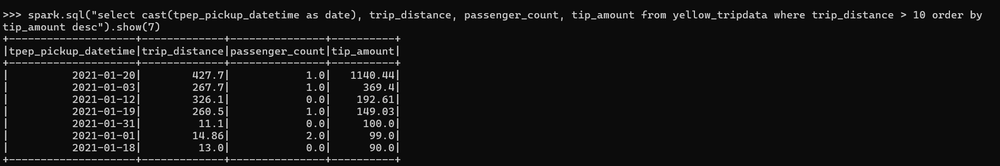 >>> spark.sql("select cast(tpep_pickup_datetime as date), trip_distance, passenger_count, tip_amount from yellow_tripdata where trip_distance > 10 order by
tip_amount desc").show(7)
+--------------------+-------------+---------------+----------+
|tpep_pickup_datetime|trip_distance|passenger_count|tip_amount|
+--------------------+-------------+---------------+----------+
|          2021-01-20|        427.7|            1.0|   1140.44|
|          2021-01-03|        267.7|            1.0|     369.4|
|          2021-01-12|        326.1|            0.0|    192.61|
|          2021-01-19|        260.5|            1.0|    149.03|
|          2021-01-31|         11.1|            0.0|     100.0|
|          2021-01-01|        14.86|            2.0|      99.0|
|          2021-01-18|         13.0|            0.0|      90.0|
+--------------------+-------------+---------------+----------+